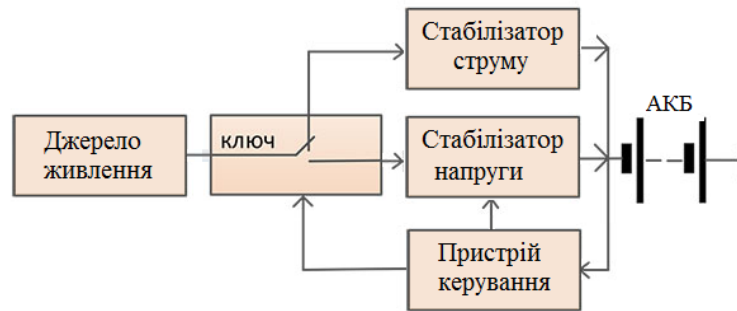 Стабілізатор
струму
АКБ
Джерело
живлення
ключ
Стабілізатор
напруги
Пристрій
керування